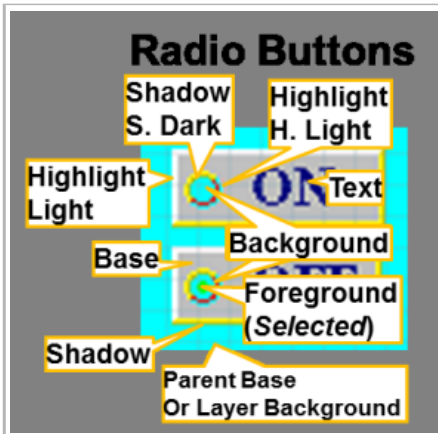 Radio Buttons
Shadow
S. Dark
Highlight
H. Light
Highlight
Light
ON
Text
Base
Background
Foreground
(Selected)
Shadow
Parent Base
Or Layer Background